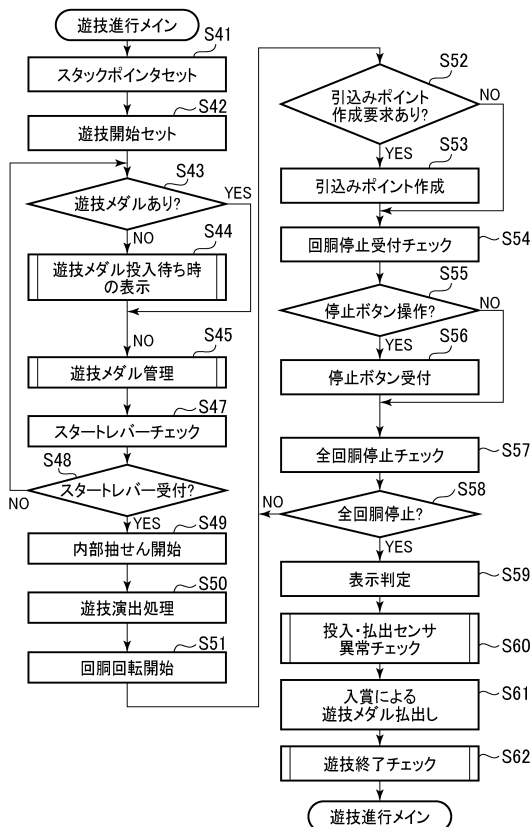 遊技進行メイン
S41
スタックポインタセット
S42
遊技開始セット
S43
遊技メダルあり?
YES
NO
S44
遊技メダル投入待ち時
の表示
NO
S45
遊技メダル管理
S47
スタートレバーチェック
S48
スタートレバー受付?
NO
YES
S49
内部抽せん開始
S50
遊技演出処理
S51
回胴回転開始
S52
引込みポイント
作成要求あり?
NO
YES
S53
引込みポイント作成
S54
回胴停止受付チェック
S55
停止ボタン操作?
NO
YES
S56
停止ボタン受付
S57
全回胴停止チェック
S58
全回胴停止?
NO
YES
S59
表示判定
S60
投入・払出センサ
異常チェック
S61
入賞による
遊技メダル払出し
S62
遊技終了チェック
遊技進行メイン